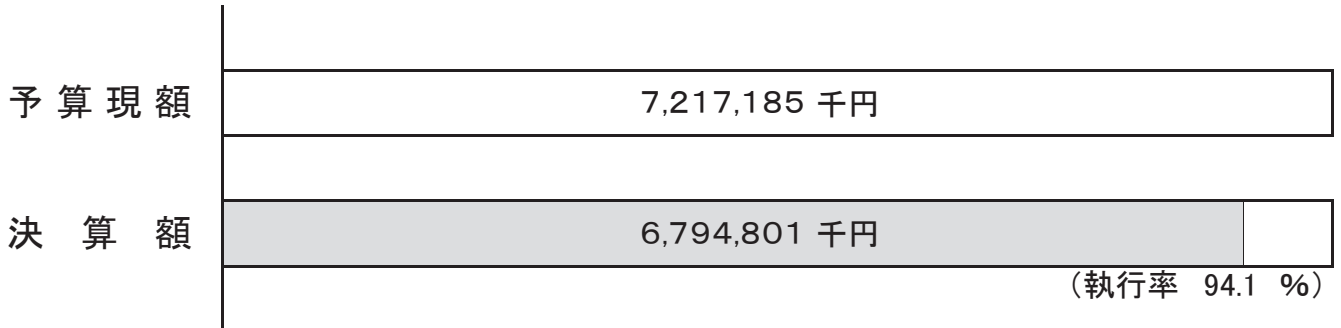 予算現額 7,217,185 千円
決算額 6,794,801 千円
（執行率 94.1 %）